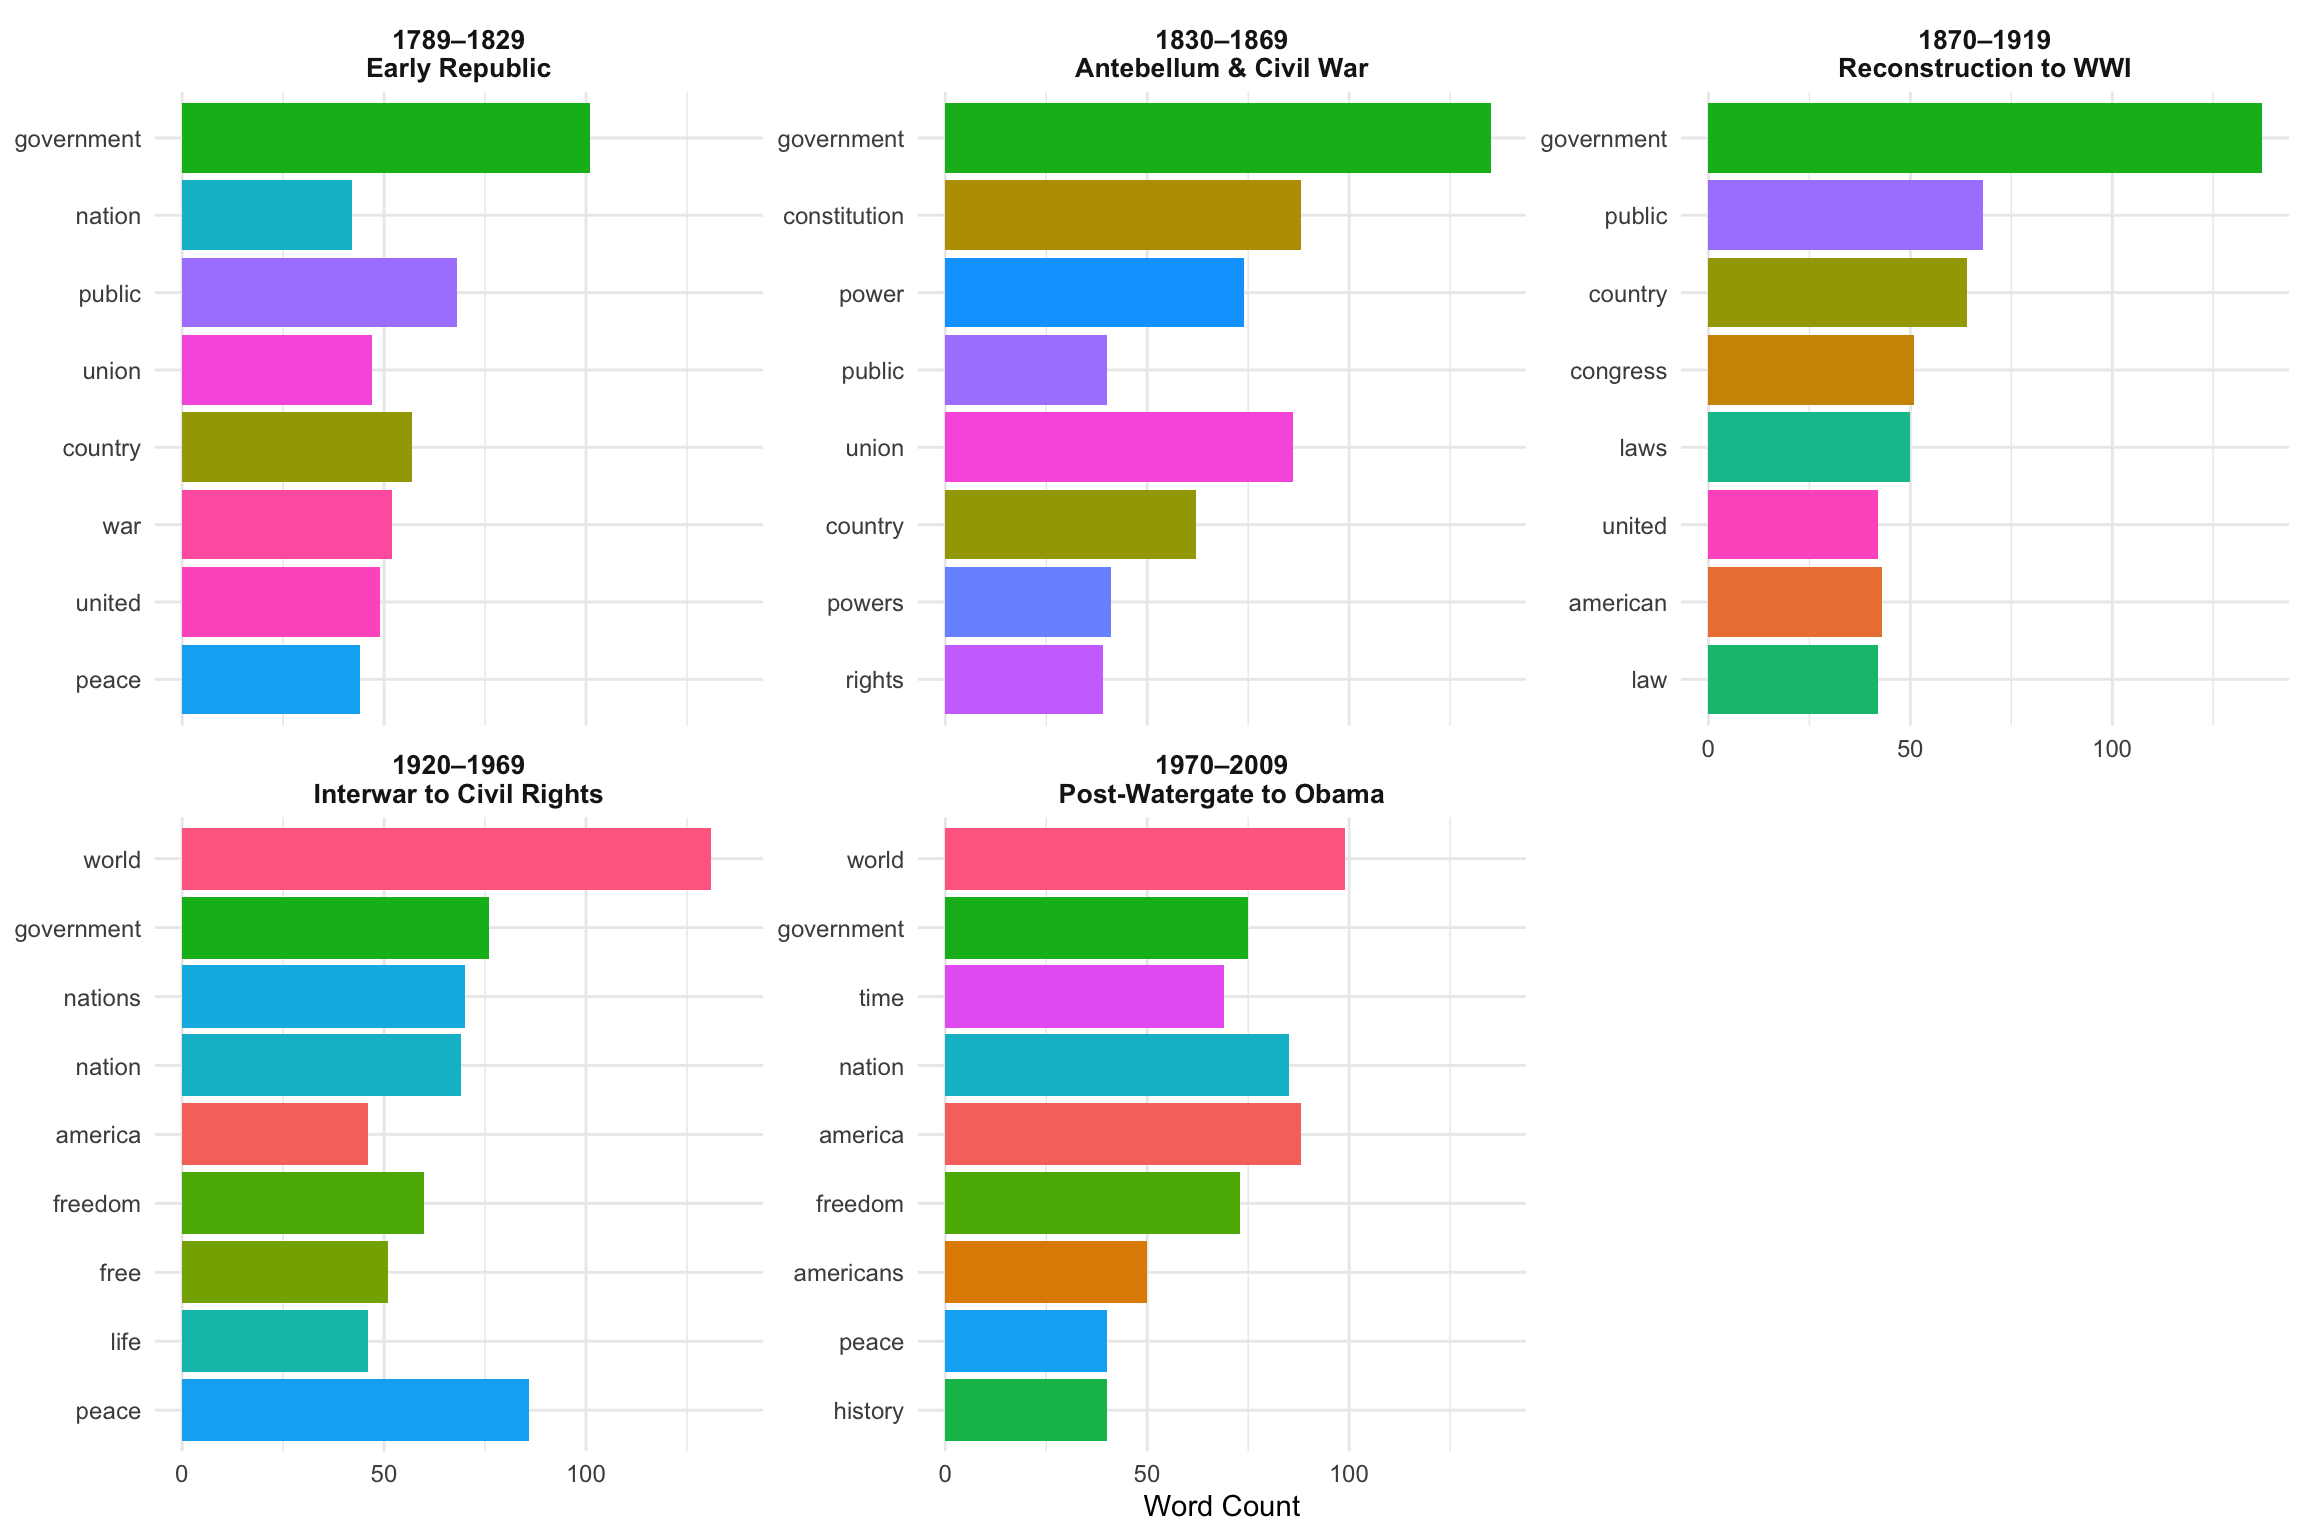 1789–1829
Early Republic
government
nation
public
union
country
war
united
peace
1830–1869
Antebellum & Civil War
government
constitution
power
public
union
country
powers
rights
1870–1919
Reconstruction to WWI
government
public
country
congress
laws
united
american
law
0 50 100
1920–1969
Interwar to Civil Rights
world
government
nations
nation
america
freedom
free
life
peace
0 50 100
1970–2009
Post-Watergate to Obama
world
government
time
nation
america
freedom
americans
peace
history
0 50 100
Word Count